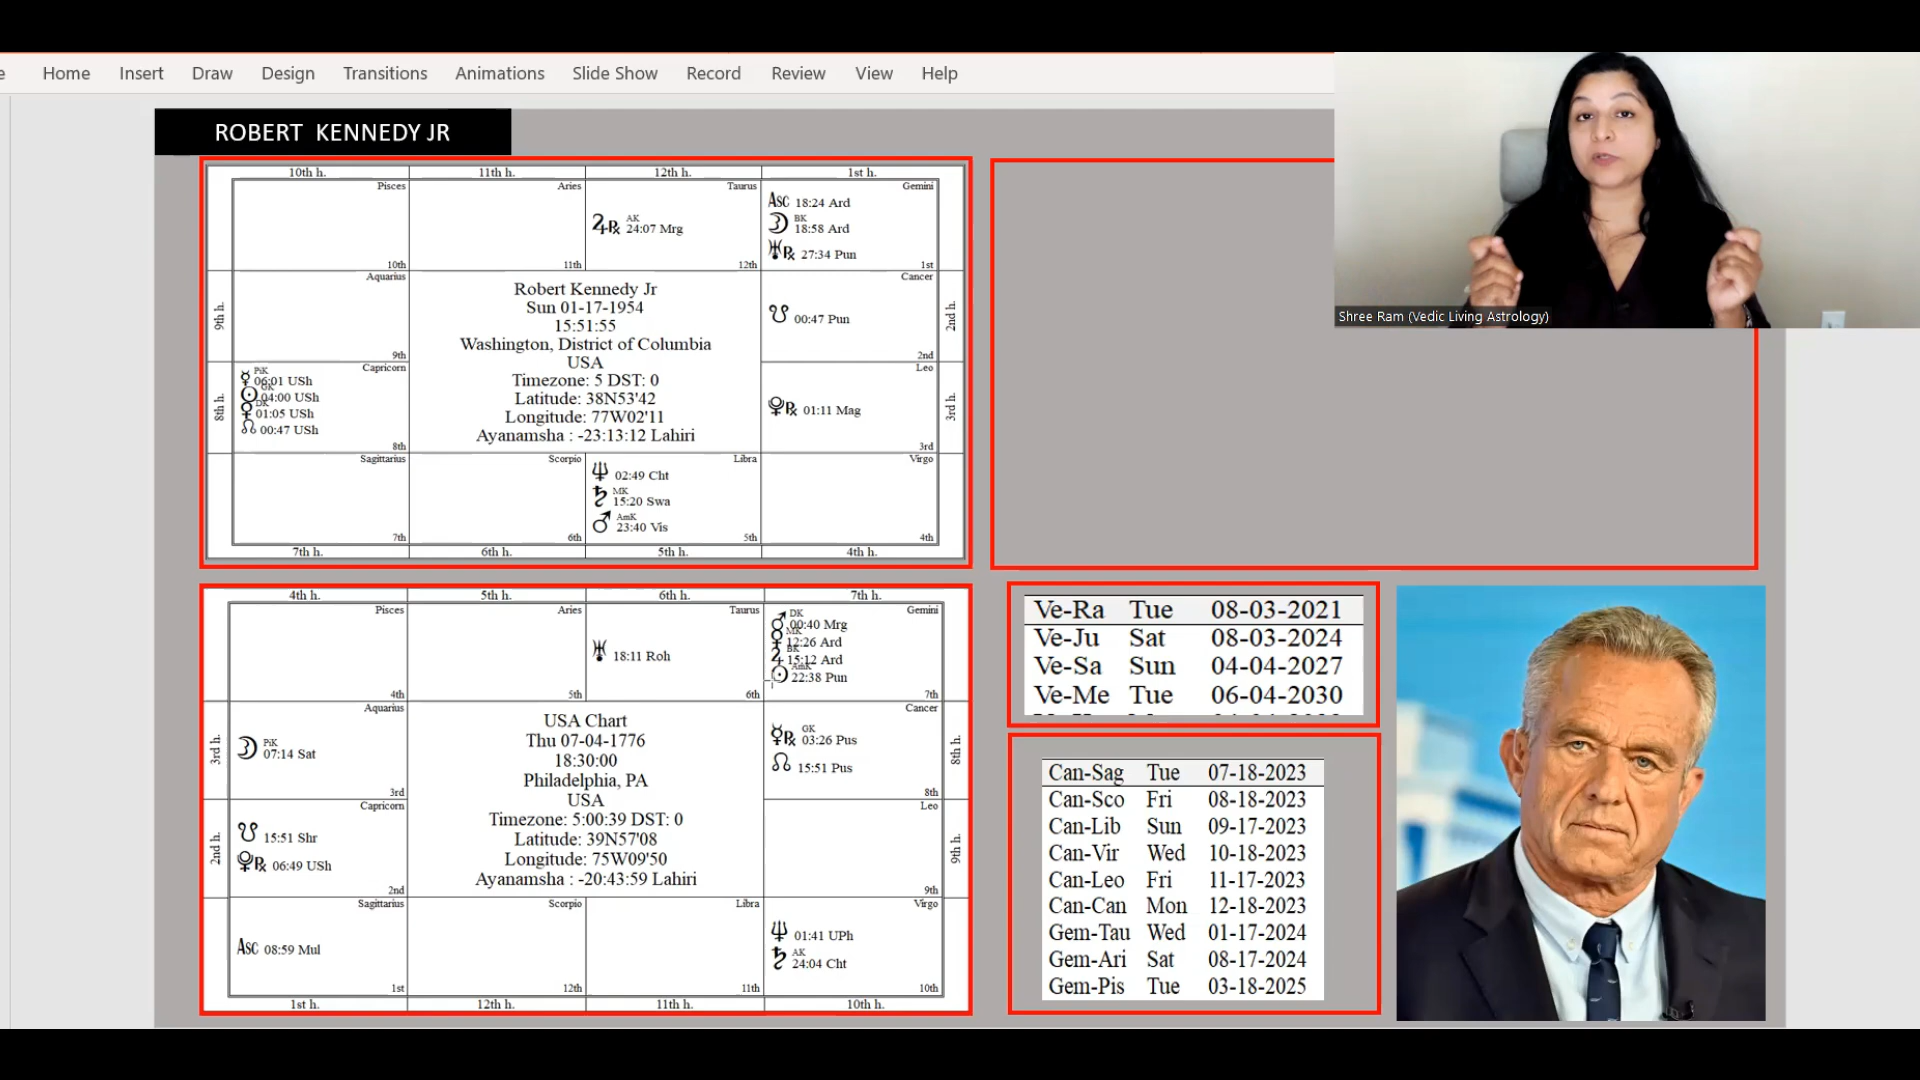 e Home Insert Draw Design Transitions Animations Slide Show Record Review View Help
Shree Ram (Vedic Living Astrology)
ROBERT KENNEDY JR
10th h. 11th h. 12th h. 1st h.
Pisces Aries Taurus Gemini
Asc 18:24 Ard
AK
24:07 Mrg
BK
18:58 Ard
27:34 Pun
10th 11th 12th 1st
Aquarius Cancer
9th h. 2nd h.
00:47 Pun
9th 2nd
Capricorn Leo
8th h. 3rd h.
PiK
06:01 USh
GK
04:00 USh
DK
01:05 USh
00:47 USh
01:11 Mag
8th 3rd
Robert Kennedy Jr
Sun 01-17-1954
15:51:55
Washington, District of Columbia
USA
Timezone: 5 DST: 0
Latitude: 38N53'42
Longitude: 77W02'11
Ayanamsha : -23:13:12 Lahiri
Sagittarius Scorpio Libra Virgo
02:49 Cht
MK
15:20 Swa
AmK
23:40 Vis
7th 6th 5th 4th
7th h. 6th h. 5th h. 4th h.
4th h. 5th h. 6th h. 7th h.
Pisces Aries Taurus Gemini
18:11 Roh
DK
00:40 Mrg
MK
12:26 Ard
BK
15:12 Ard
AmK
22:38 Pun
4th 5th 6th 7th
Aquarius Cancer
3rd h. 8th h.
PiK
07:14 Sat
GK
03:26 Pus
15:51 Pus
3rd 8th
Capricorn Leo
2nd h. 9th h.
15:51 Shr
06:49 USh
2nd 9th
USA Chart
Thu 07-04-1776
18:30:00
Philadelphia, PA
USA
Timezone: 5:00:39 DST: 0
Latitude: 39N57'08
Longitude: 75W09'50
Ayanamsha : -20:43:59 Lahiri
Sagittarius Scorpio Libra Virgo
Asc 08:59 Mul
01:41 UPh
AK
24:04 Cht
1st 12th 11th 10th
1st h. 12th h. 11th h. 10th h.
Ve-Ra Tue 08-03-2021
Ve-Ju Sat 08-03-2024
Ve-Sa Sun 04-04-2027
Ve-Me Tue 06-04-2030
Can-Sag Tue 07-18-2023
Can-Sco Fri 08-18-2023
Can-Lib Sun 09-17-2023
Can-Vir Wed 10-18-2023
Can-Leo Fri 11-17-2023
Can-Can Mon 12-18-2023
Gem-Tau Wed 01-17-2024
Gem-Ari Sat 08-17-2024
Gem-Pis Tue 03-18-2025